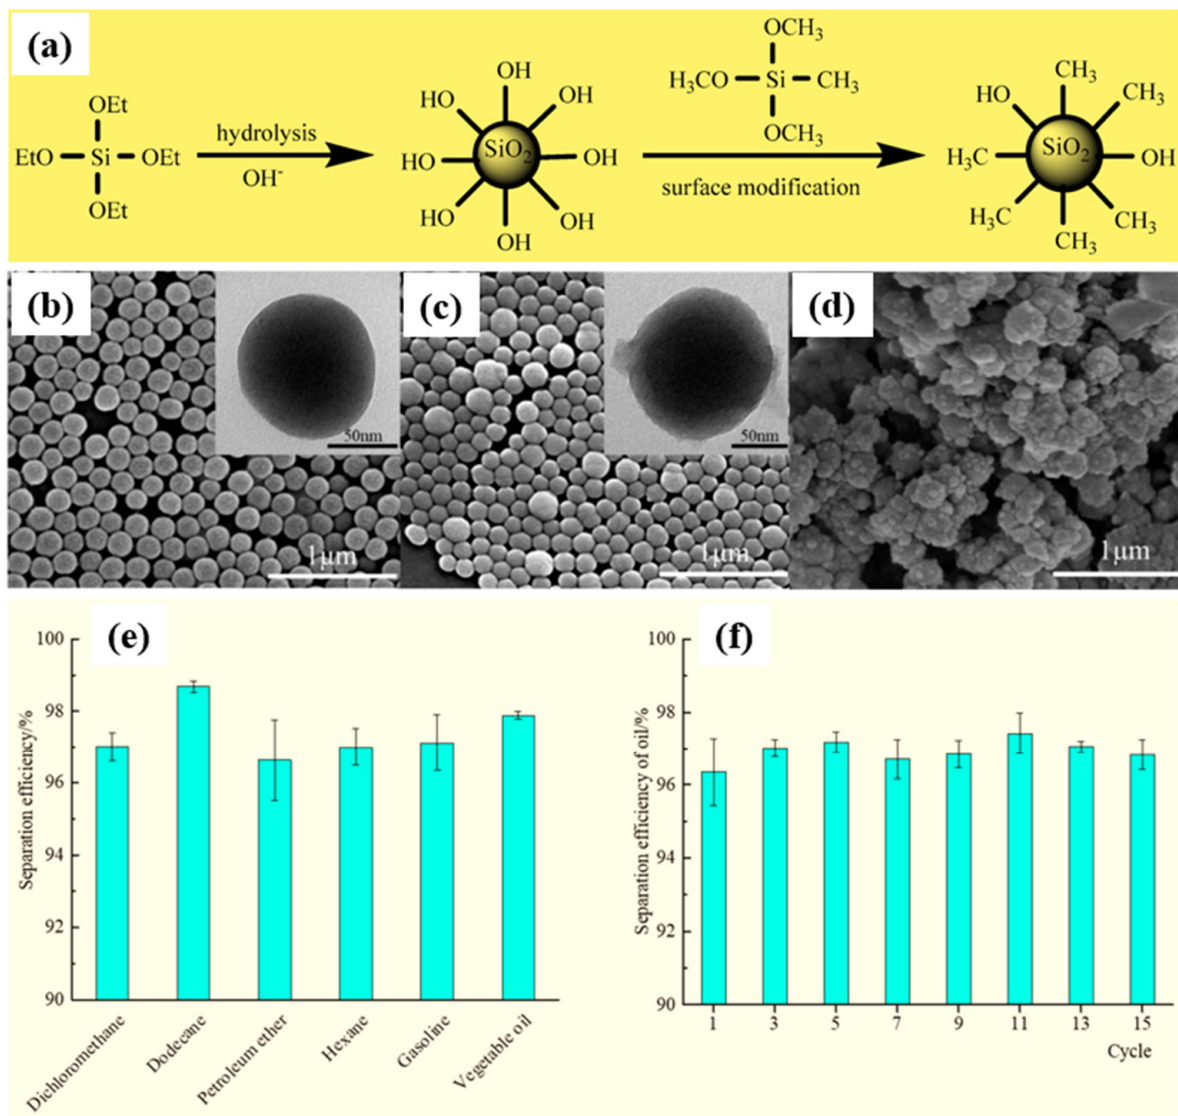 (a)
OEt
EtO Si OEt
OEt
hydrolysis
OH-
OH
HO OH
HO SiO2 OH
HO OH
OH
OCH3
H3CO Si CH3
OCH3
surface modification
CH3
HO CH3
H3C SiO2 OH
H3C CH3
CH3
(b)
50nm
1μm
(c)
50nm
1μm
(d)
1μm
(e)
Separation efficiency/%
100
98
96
94
92
90
Dichloromethane
Dodecane
Petroleum ether
Hexane
Gasoline
Vegetable oil
(f)
Separation efficiency of oil/%
100
98
96
94
92
90
1 3 5 7 9 11 13 15
Cycle